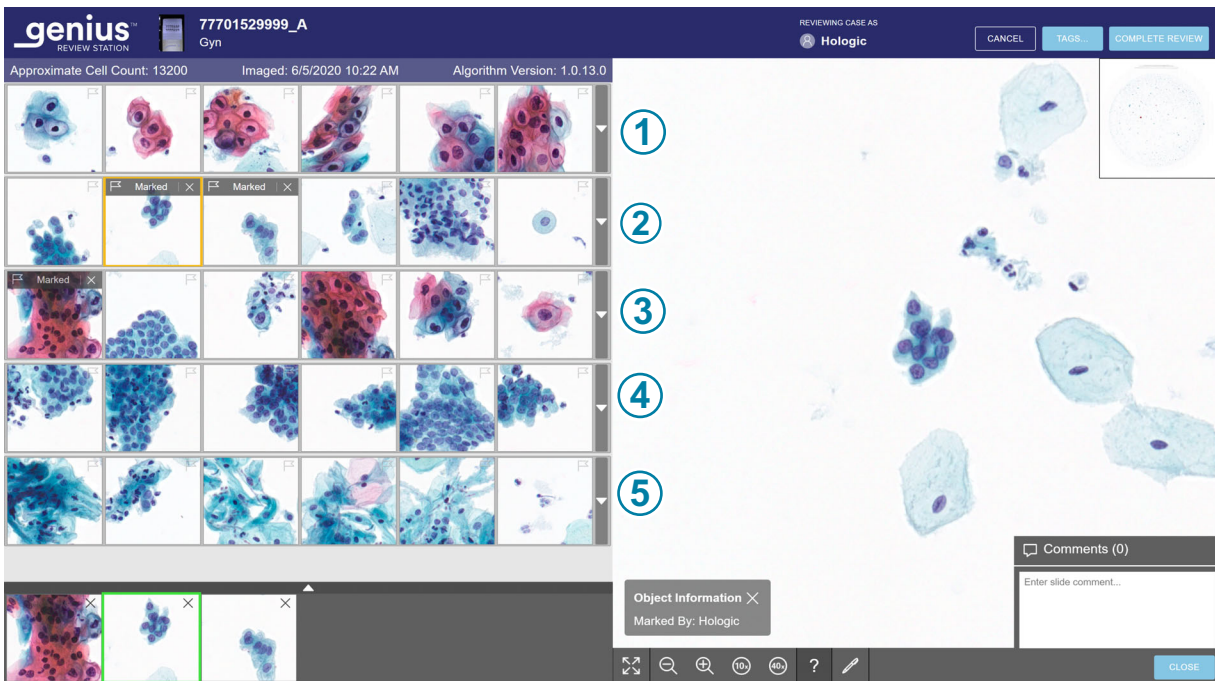 genius™
REVIEW STATION
77701529999_A
Gyn
REVIEWING CASE AS
Hologic
CANCEL
TAGS...
COMPLETE REVIEW
Approximate Cell Count: 13200
Imaged: 6/5/2020 10:22 AM
Algorithm Version: 1.0.13.0
1
Marked
Marked
2
Marked
3
4
5
Object Information
Marked By: Hologic
Comments (0)
Enter slide comment...
10x
40x
?
CLOSE